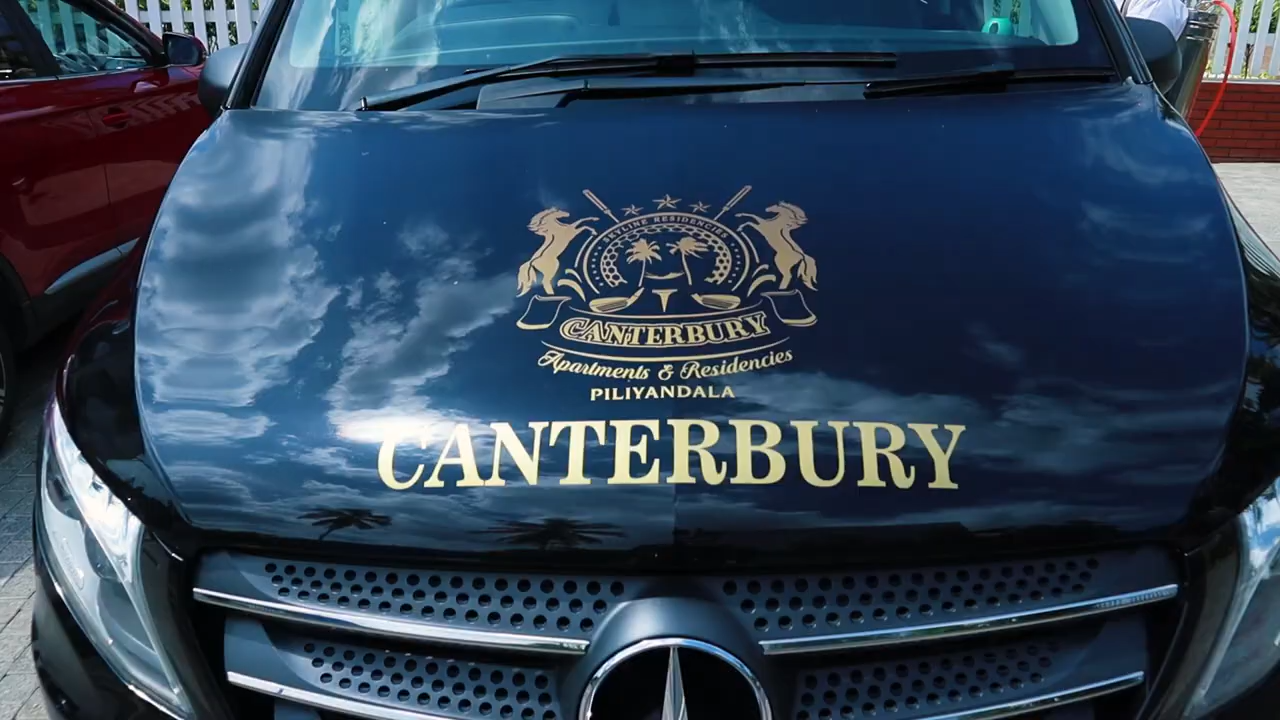 SKYLINE RESIDENCIES
CANTERBURY
Apartments & Residencies
PILIYANDALA
CANTERBURY